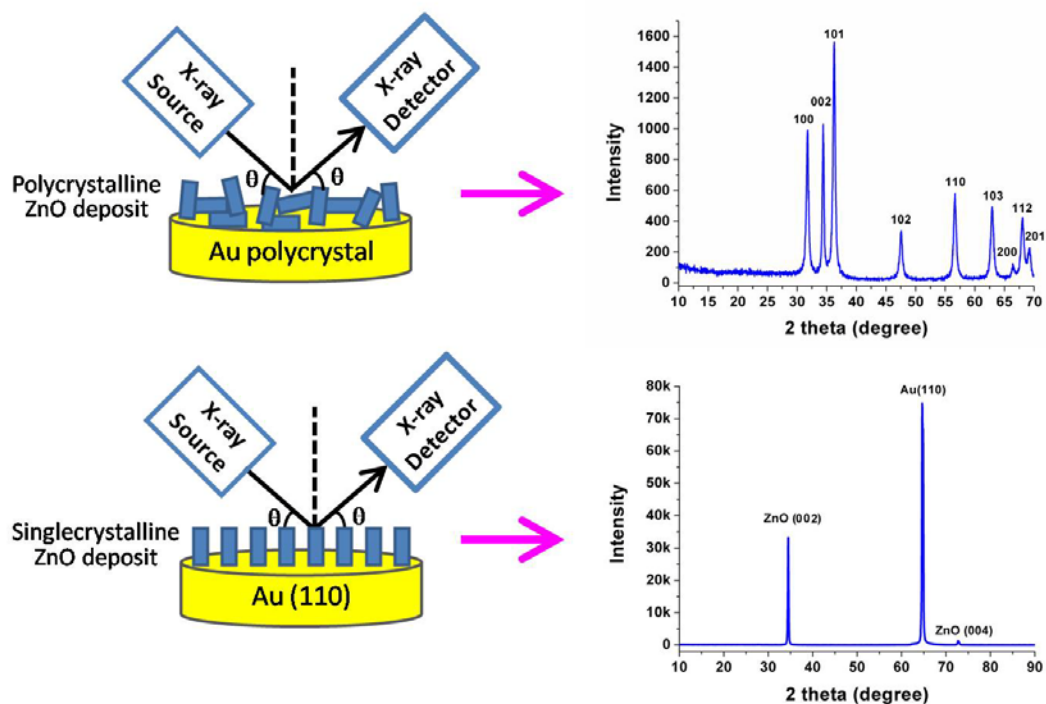 X-ray
Source
X-ray
Detector
θ
θ
Polycrystalline
ZnO deposit
Au polycrystal
1600
1400
1200
1000
800
600
400
200
0
Intensity
100
002
101
102
110
103
200
112
201
10 15 20 25 30 35 40 45 50 55 60 65 70
2 theta (degree)
X-ray
Source
X-ray
Detector
θ
θ
Singlecrystalline
ZnO deposit
Au (110)
80k
70k
60k
50k
40k
30k
20k
10k
0
Intensity
Au(110)
ZnO (002)
ZnO (004)
10 20 30 40 50 60 70 80 90
2 theta (degree)